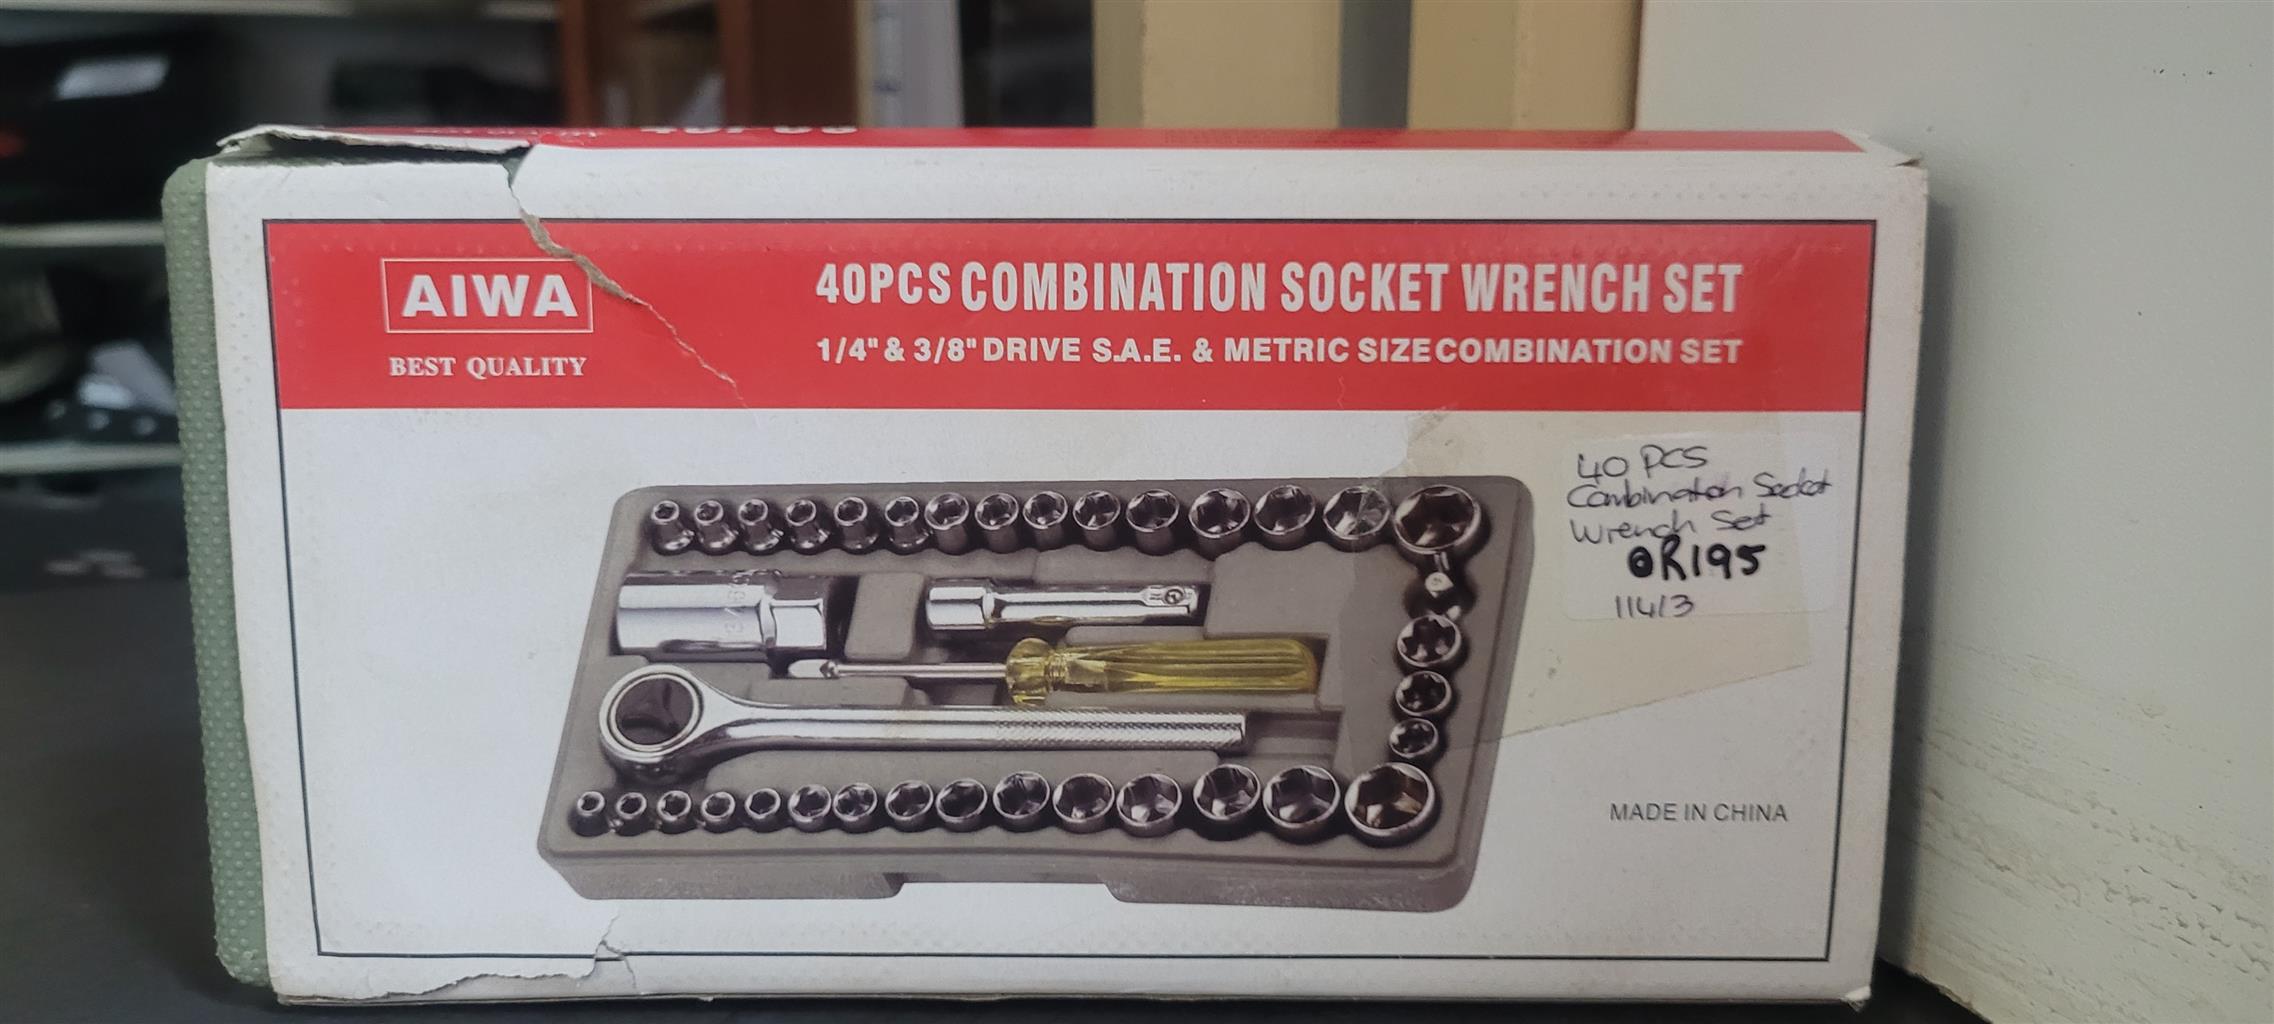 AIWA
BEST QUALITY
40PCS COMBINATION SOCKET WRENCH SET
1/4" & 3/8" DRIVE S.A.E. & METRIC SIZE COMBINATION SET
40 PCS
Combination Socket
Wrench Set
R195
11413
MADE IN CHINA